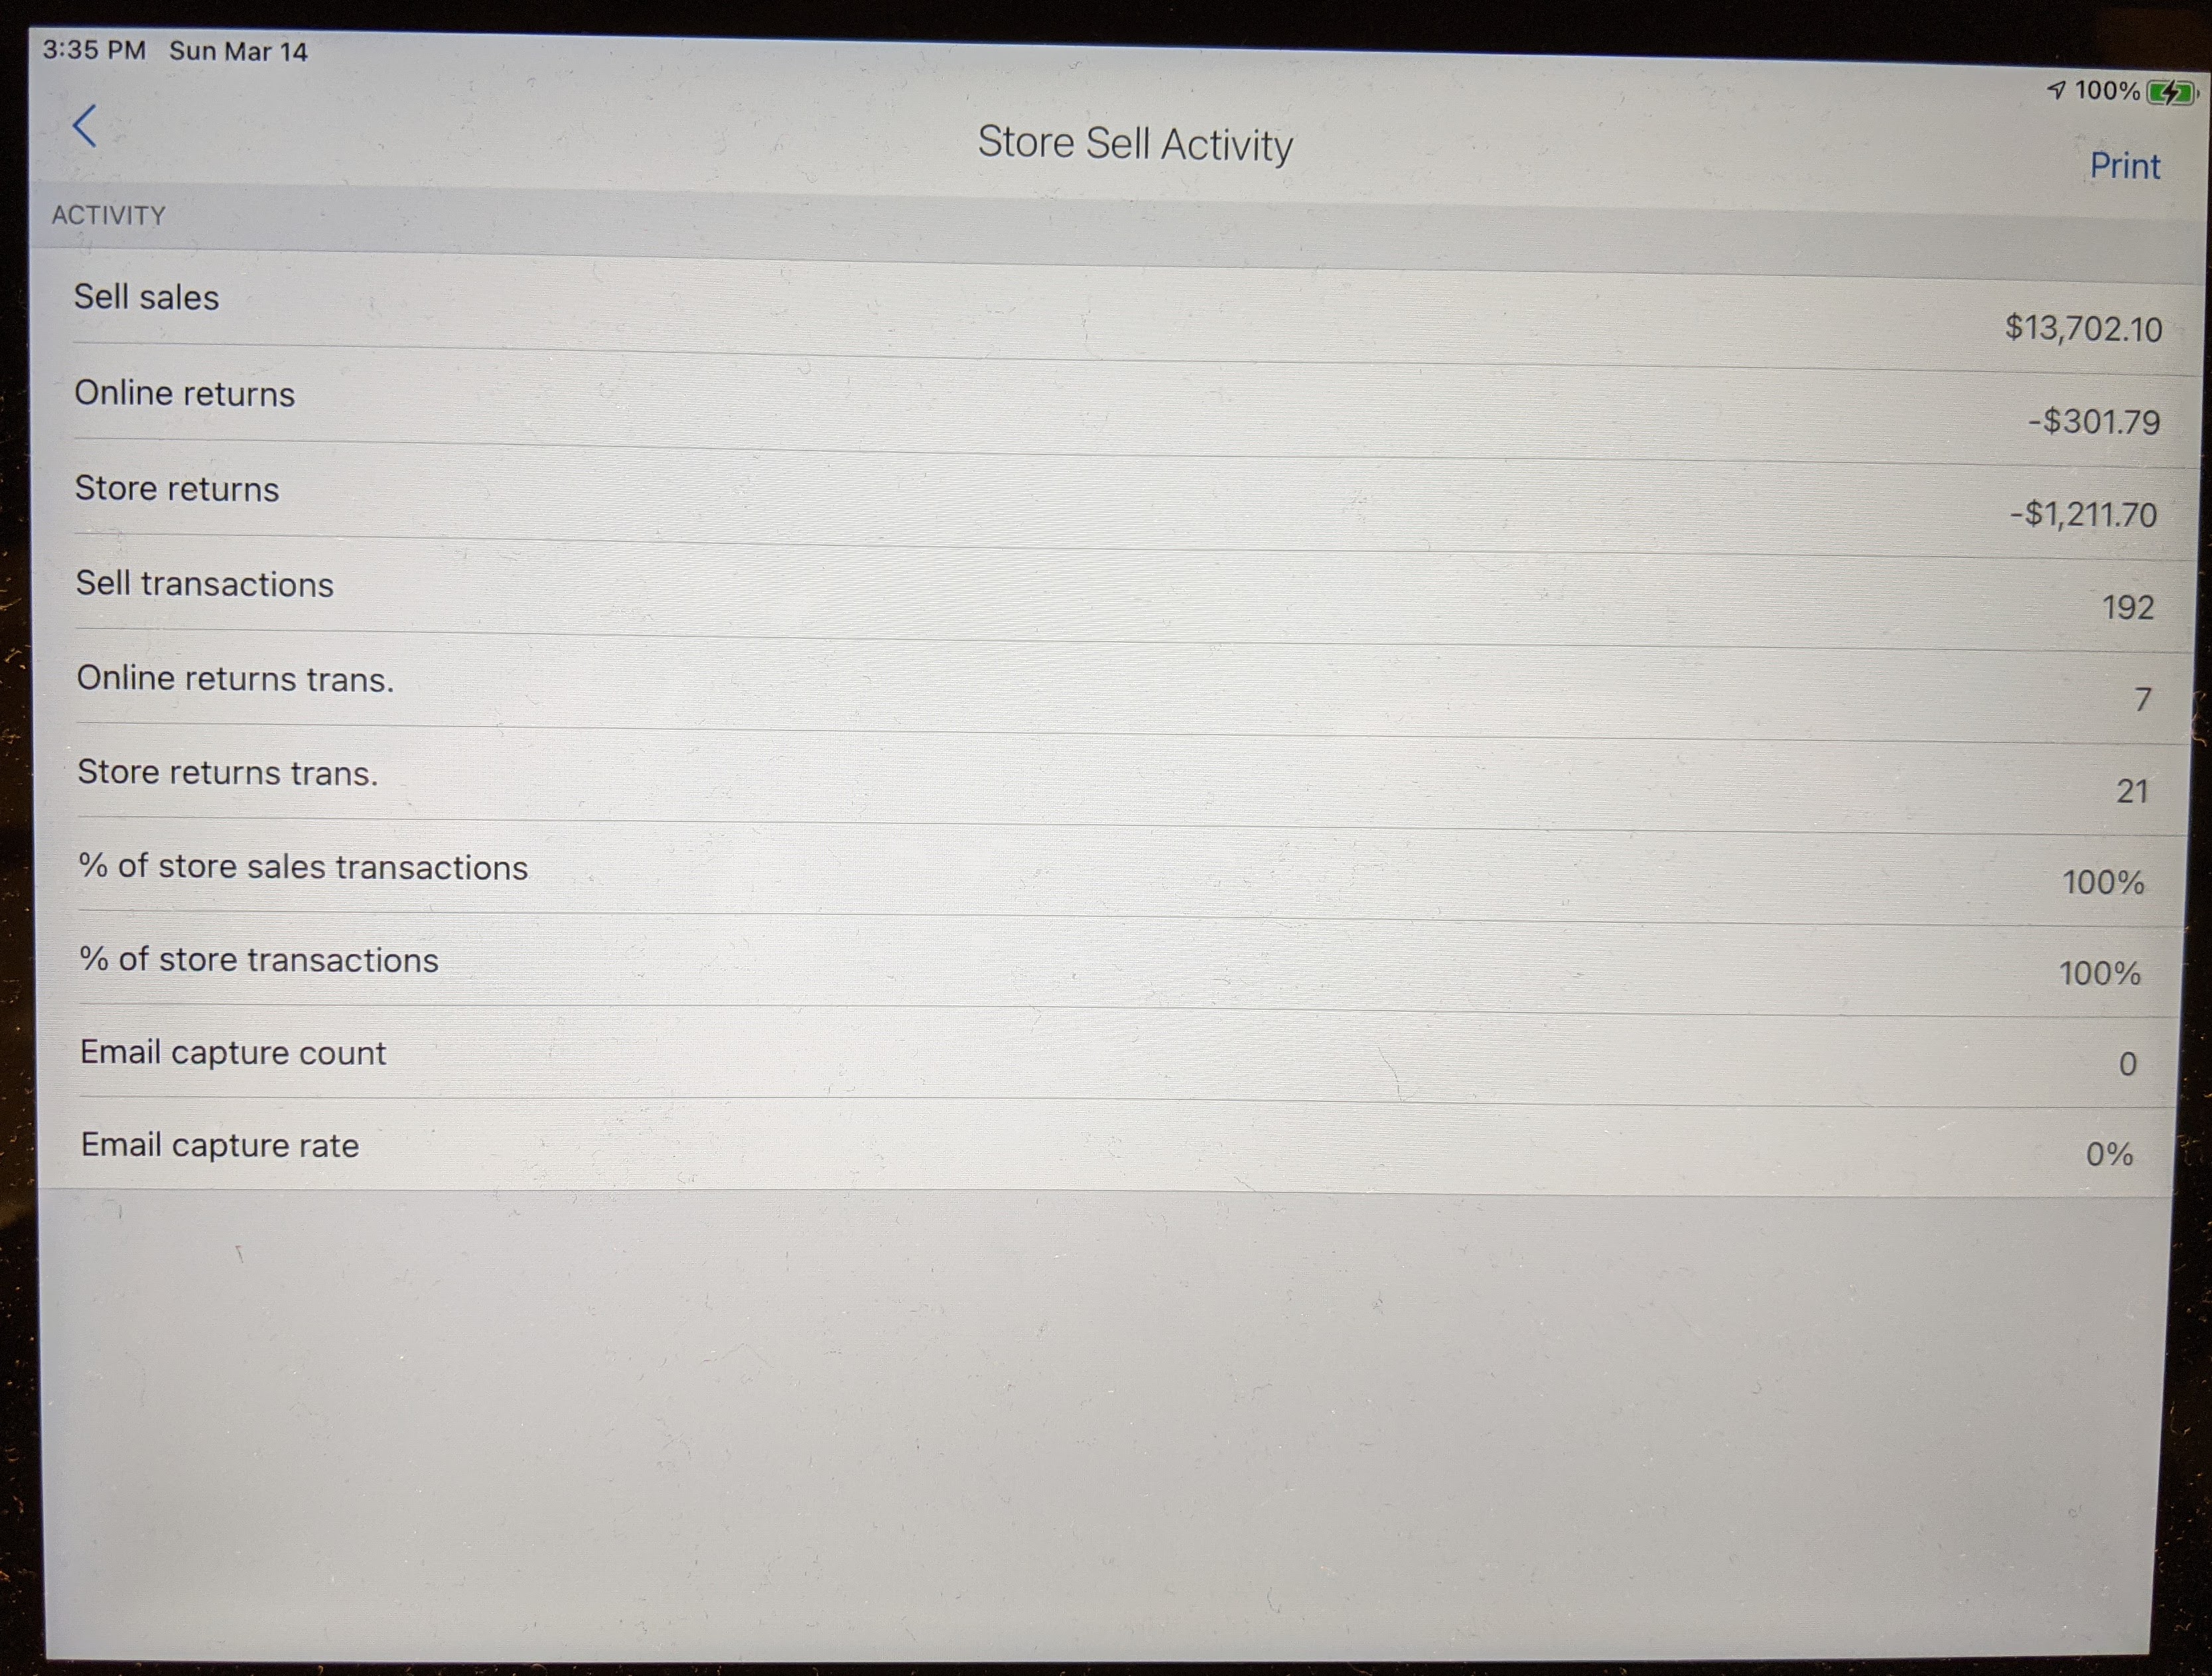 3:35 PM Sun Mar 14
100%
Store Sell Activity
Print
ACTIVITY
Sell sales $13,702.10
Online returns -$301.79
Store returns -$1,211.70
Sell transactions 192
Online returns trans. 7
Store returns trans. 21
% of store sales transactions 100%
% of store transactions 100%
Email capture count 0
Email capture rate 0%